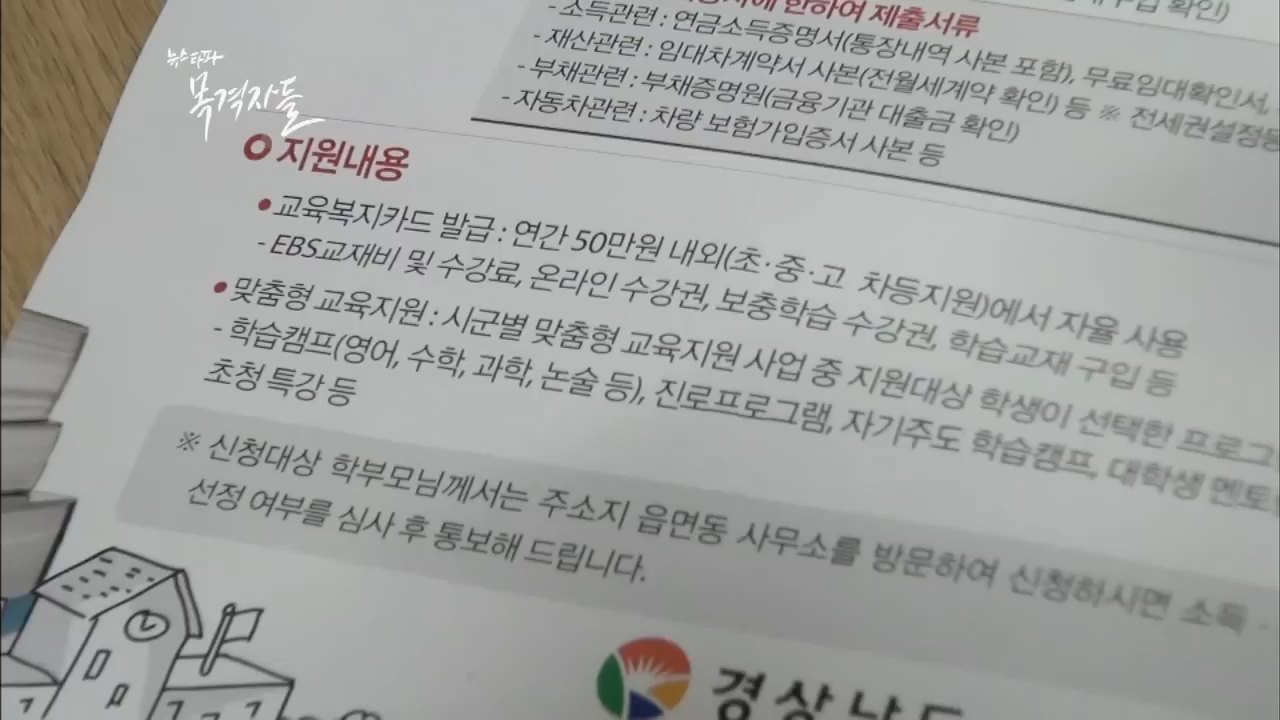 뉴스타파
목격자들
확인)
에 한하여 제출서류
- 소득관련 : 연금소득증명서(통장내역 사본 포함), 무료임대확인서,
- 재산관련 : 임대차계약서 사본(전월세계약 확인) 등 ※ 전세권설정등
- 부채관련 : 부채증명원(금융기관 대출금 확인)
- 자동차관련 : 차량 보험가입증서 사본 등
지원내용
• 교육복지카드 발급 : 연간 50만원 내외(초·중·고 차등지원)에서 자율 사용
- EBS교재비 및 수강료, 온라인 수강권, 보충학습 수강권, 학습교재 구입 등
• 맞춤형 교육지원 : 시군별 맞춤형 교육지원 사업 중 지원대상 학생이 선택한 프로그
- 학습캠프(영어, 수학, 과학, 논술 등), 진로프로그램, 자기주도 학습캠프, 대학생 멘토
초청 특강 등
※ 신청대상 학부모님께서는 주소지 읍면동 사무소를 방문하여 신청하시면 소득 -
선정 여부를 심사 후 통보해 드립니다.
경상남도